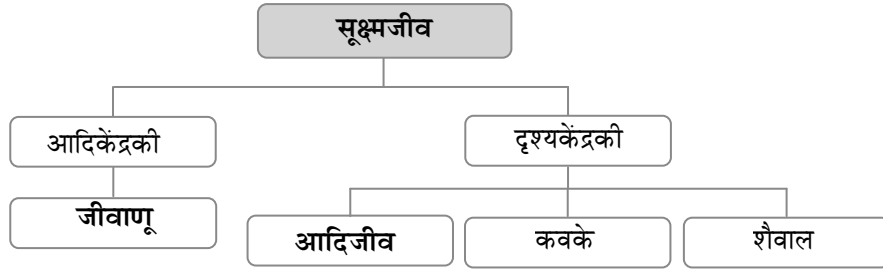 सूक्ष्मजीव
आदिकेंद्रकी
दृश्यकेंद्रकी
जीवाणू
आदिजीव
कवके
शैवाल